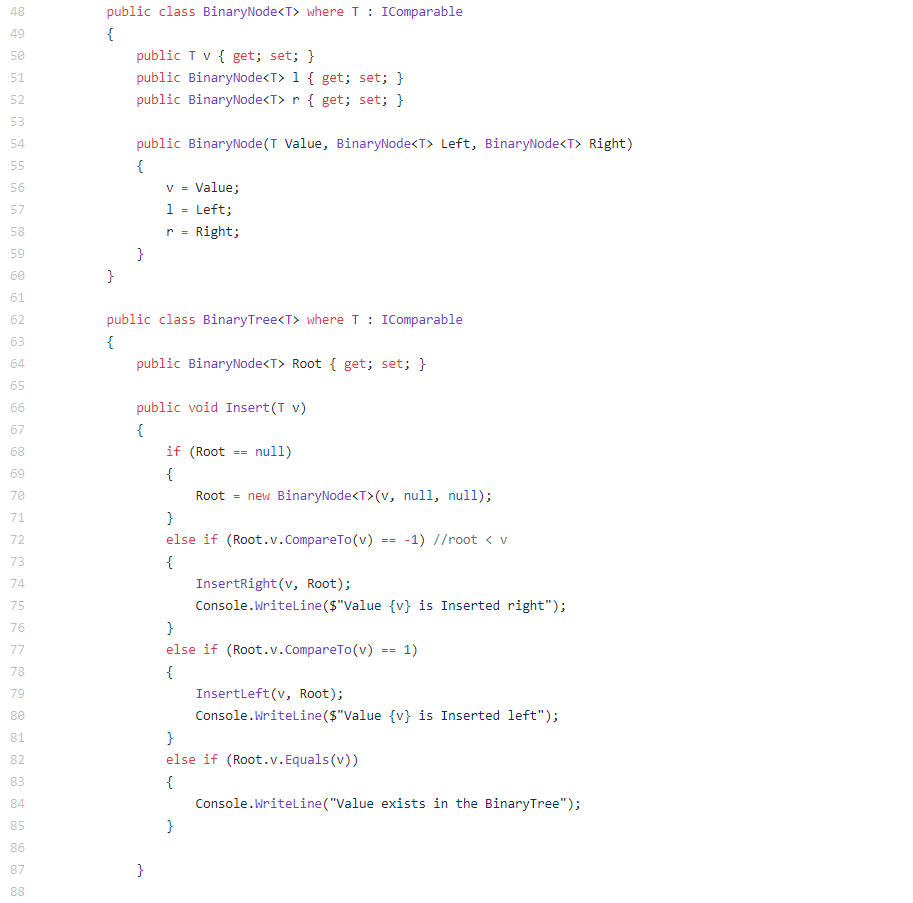 48 public class BinaryNode<T> where T : IComparable
49 {
50 public T v { get; set; }
51 public BinaryNode<T> l { get; set; }
52 public BinaryNode<T> r { get; set; }
53
54 public BinaryNode(T Value, BinaryNode<T> Left, BinaryNode<T> Right)
55 {
56 v = Value;
57 l = Left;
58 r = Right;
59 }
60 }
61
62 public class BinaryTree<T> where T : IComparable
63 {
64 public BinaryNode<T> Root { get; set; }
65
66 public void Insert(T v)
67 {
68 if (Root == null)
69 {
70 Root = new BinaryNode<T>(v, null, null);
71 }
72 else if (Root.v.CompareTo(v) == -1) //root < v
73 {
74 InsertRight(v, Root);
75 Console.WriteLine($"Value {v} is Inserted right");
76 }
77 else if (Root.v.CompareTo(v) == 1)
78 {
79 InsertLeft(v, Root);
80 Console.WriteLine($"Value {v} is Inserted left");
81 }
82 else if (Root.v.Equals(v))
83 {
84 Console.WriteLine("Value exists in the BinaryTree");
85 }
86
87 }
88